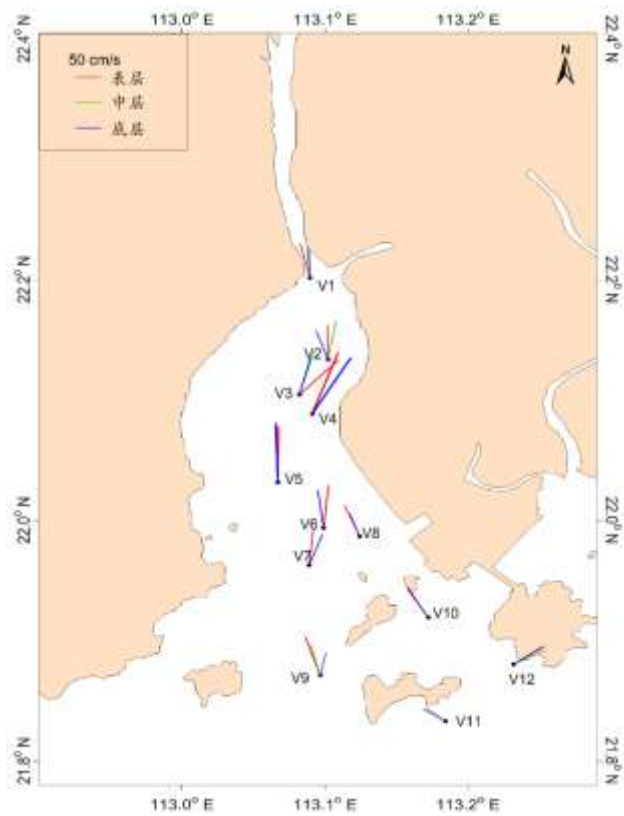 113.0° E 113.1° E 113.2° E
22.4° N 22.4° N
50 cm/s
表层
中层
底层
N
22.2° N 22.2° N
V1
V2
V3
V4
V5
22.0° N 22.0° N
V6
V8
V7
V10
V12
V9
V11
21.8° N 21.8° N
113.0° E 113.1° E 113.2° E